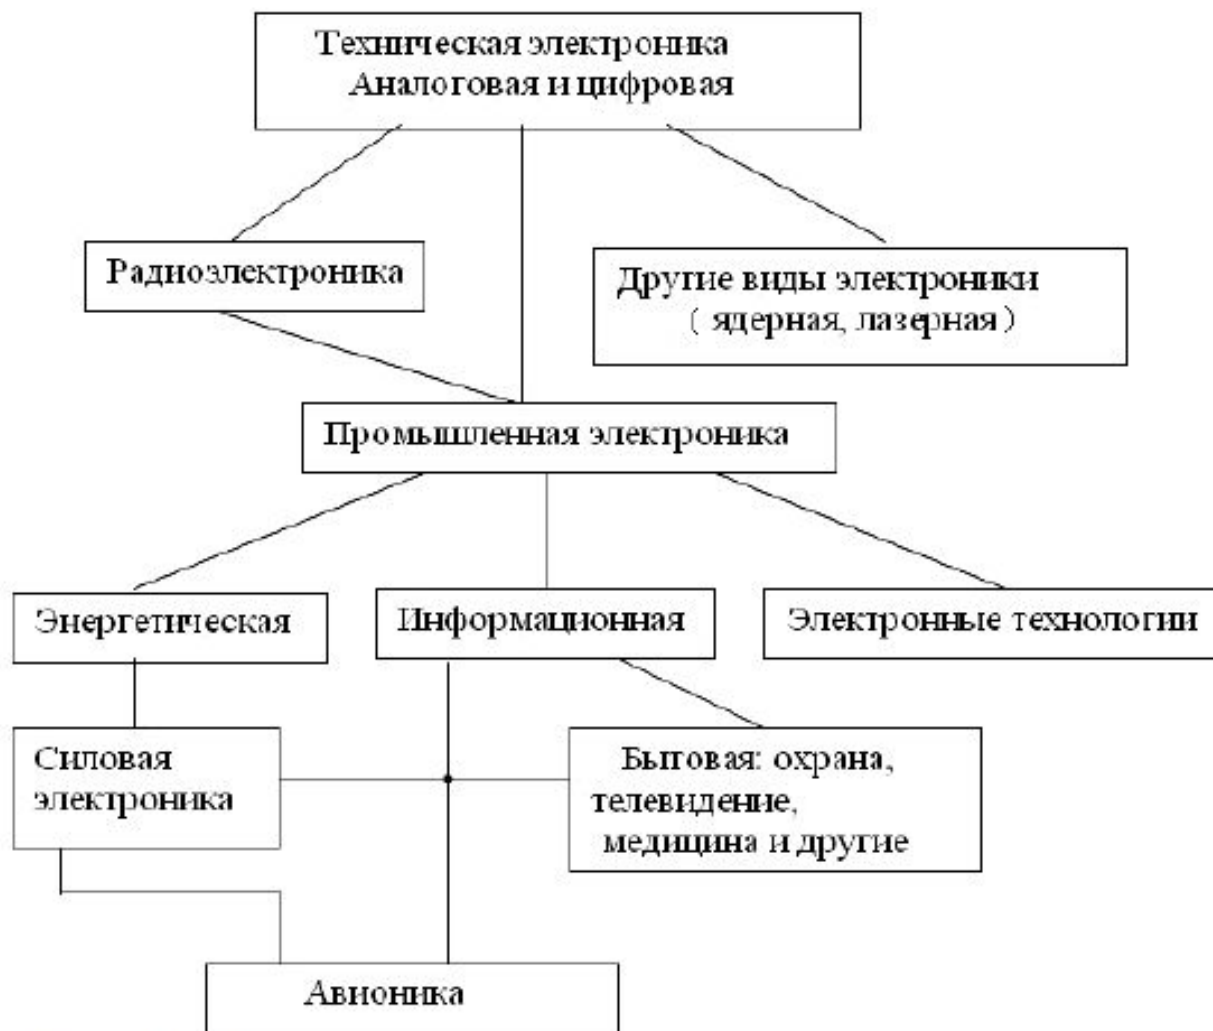 Техническая электроника
Аналоговая и цифровая
Радиоэлектроника
Другие виды электроники
( ядерная, лазерная )
Промышленная электроника
Энергетическая
Информационная
Электронные технологии
Силовая
электроника
Бытовая: охрана,
телевидение,
медицина и другие
Авионика